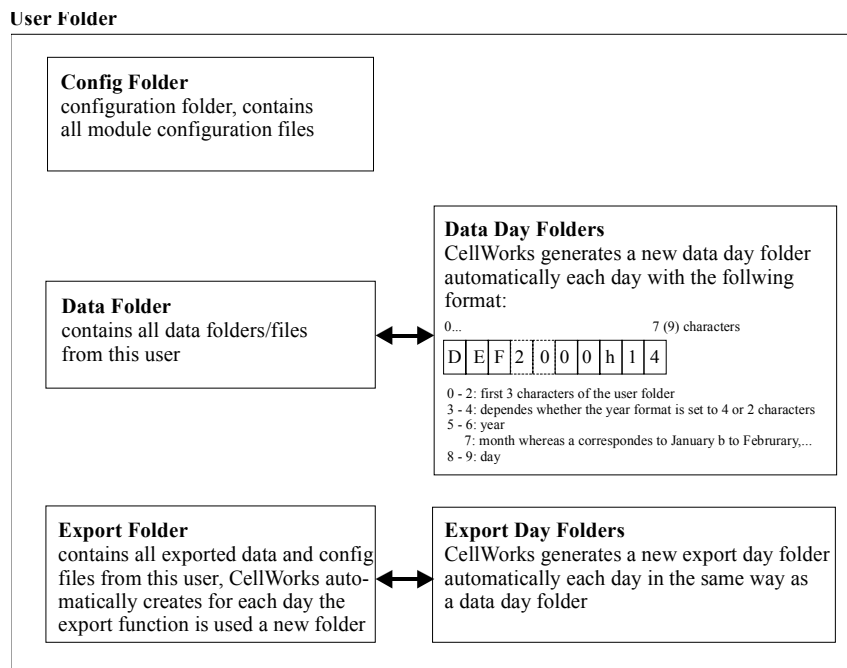 User Folder
Config Folder
configuration folder, contains
all module configuration files
Data Day Folders
CellWorks generates a new data day folder
automatically each day with the follwing
format:
0... 7 (9) characters
D E F 2 0 0 0 h 1 4
0 - 2: first 3 characters of the user folder
3 - 4: dependes whether the year format is set to 4 or 2 characters
5 - 6: year
7: month whereas a correspondes to January b to Februrary,...
8 - 9: day
Data Folder
contains all data folders/files
from this user
Export Folder
contains all exported data and config
files from this user, CellWorks auto-
matically creates for each day the
export function is used a new folder
Export Day Folders
CellWorks generates a new export day folder
automatically each day in the same way as
a data day folder